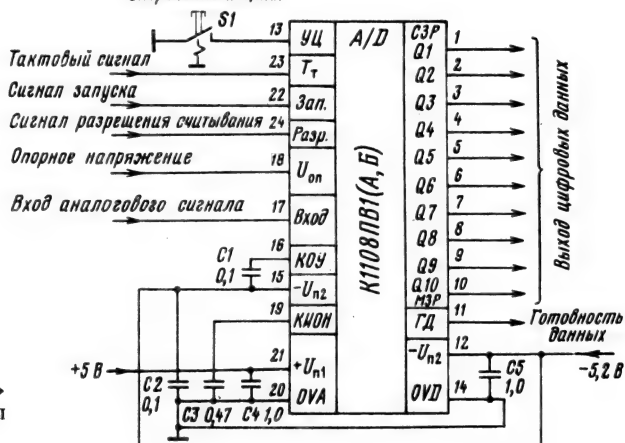 S1
13 УЦ A/D СЗР 1
Q1
Тактовый сигнал 23 Тт Q2 2
Сигнал запуска 22 Зап. Q3 3
Сигнал разрешения считывания 24 Разр. Q4 4
Q5 5
Опорное напряжение 18 Uоп Q6 6
Вход аналогового сигнала 17 Вход Q7 7
Q8 8
C1 0,1 16 КОУ Q9 9
15 -Uп2 Q10 10
МЗР
19 КИОН ГД 11 Готовность данных
+5 В 21 +Uп1 -Uп2 12 -5,2 В
20 OVA OVD 14
C2 0,1 C3 0,47 C4 1,0 C5 1,0
К1108ПВ1(А,Б)
Выход цифровых данных